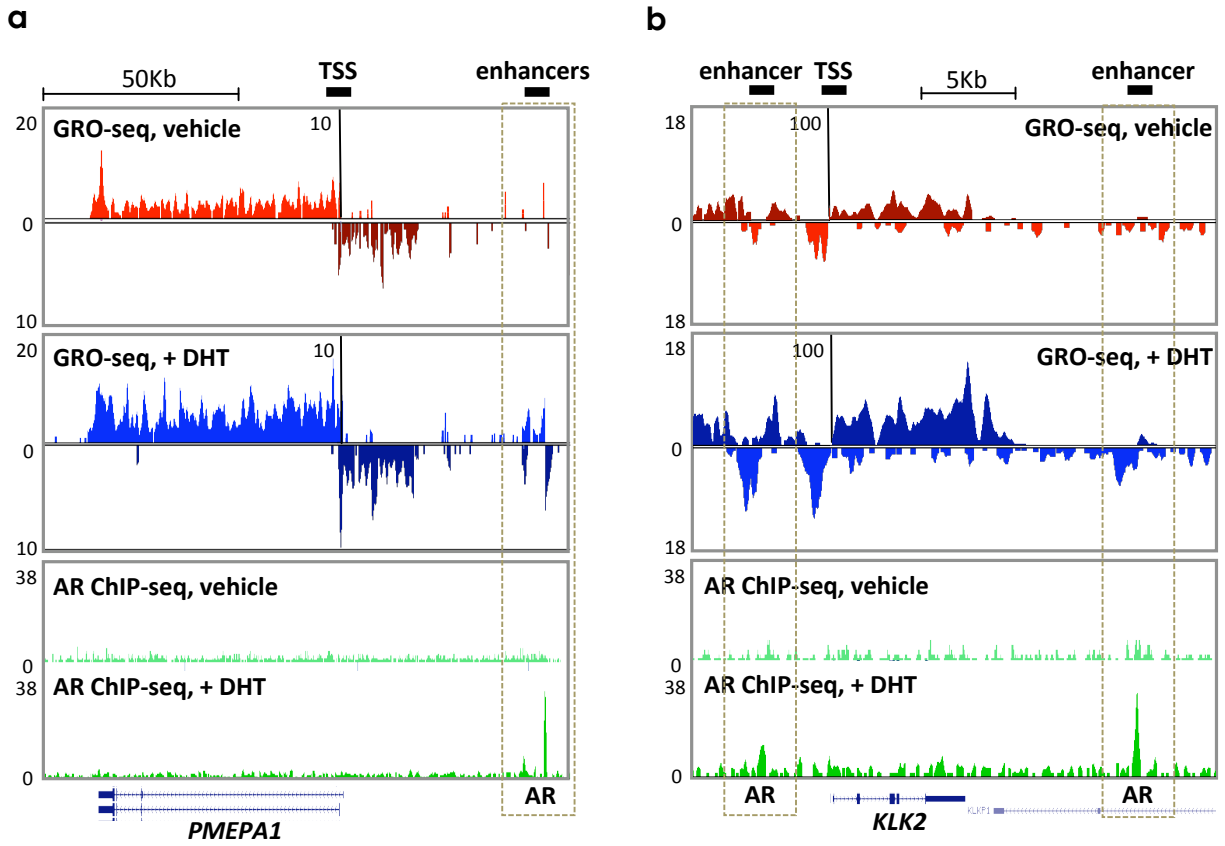 a
50Kb
TSS
enhancers
20
10
GRO-seq, vehicle
0
10
20
10
GRO-seq, + DHT
0
10
38
AR ChIP-seq, vehicle
0
38
AR ChIP-seq, + DHT
0
AR
PMEPA1
b
enhancer
TSS
5Kb
enhancer
18
100
GRO-seq, vehicle
0
18
18
100
GRO-seq, + DHT
0
18
38
AR ChIP-seq, vehicle
0
38
AR ChIP-seq, + DHT
0
AR
AR
KLK2
KLKP1